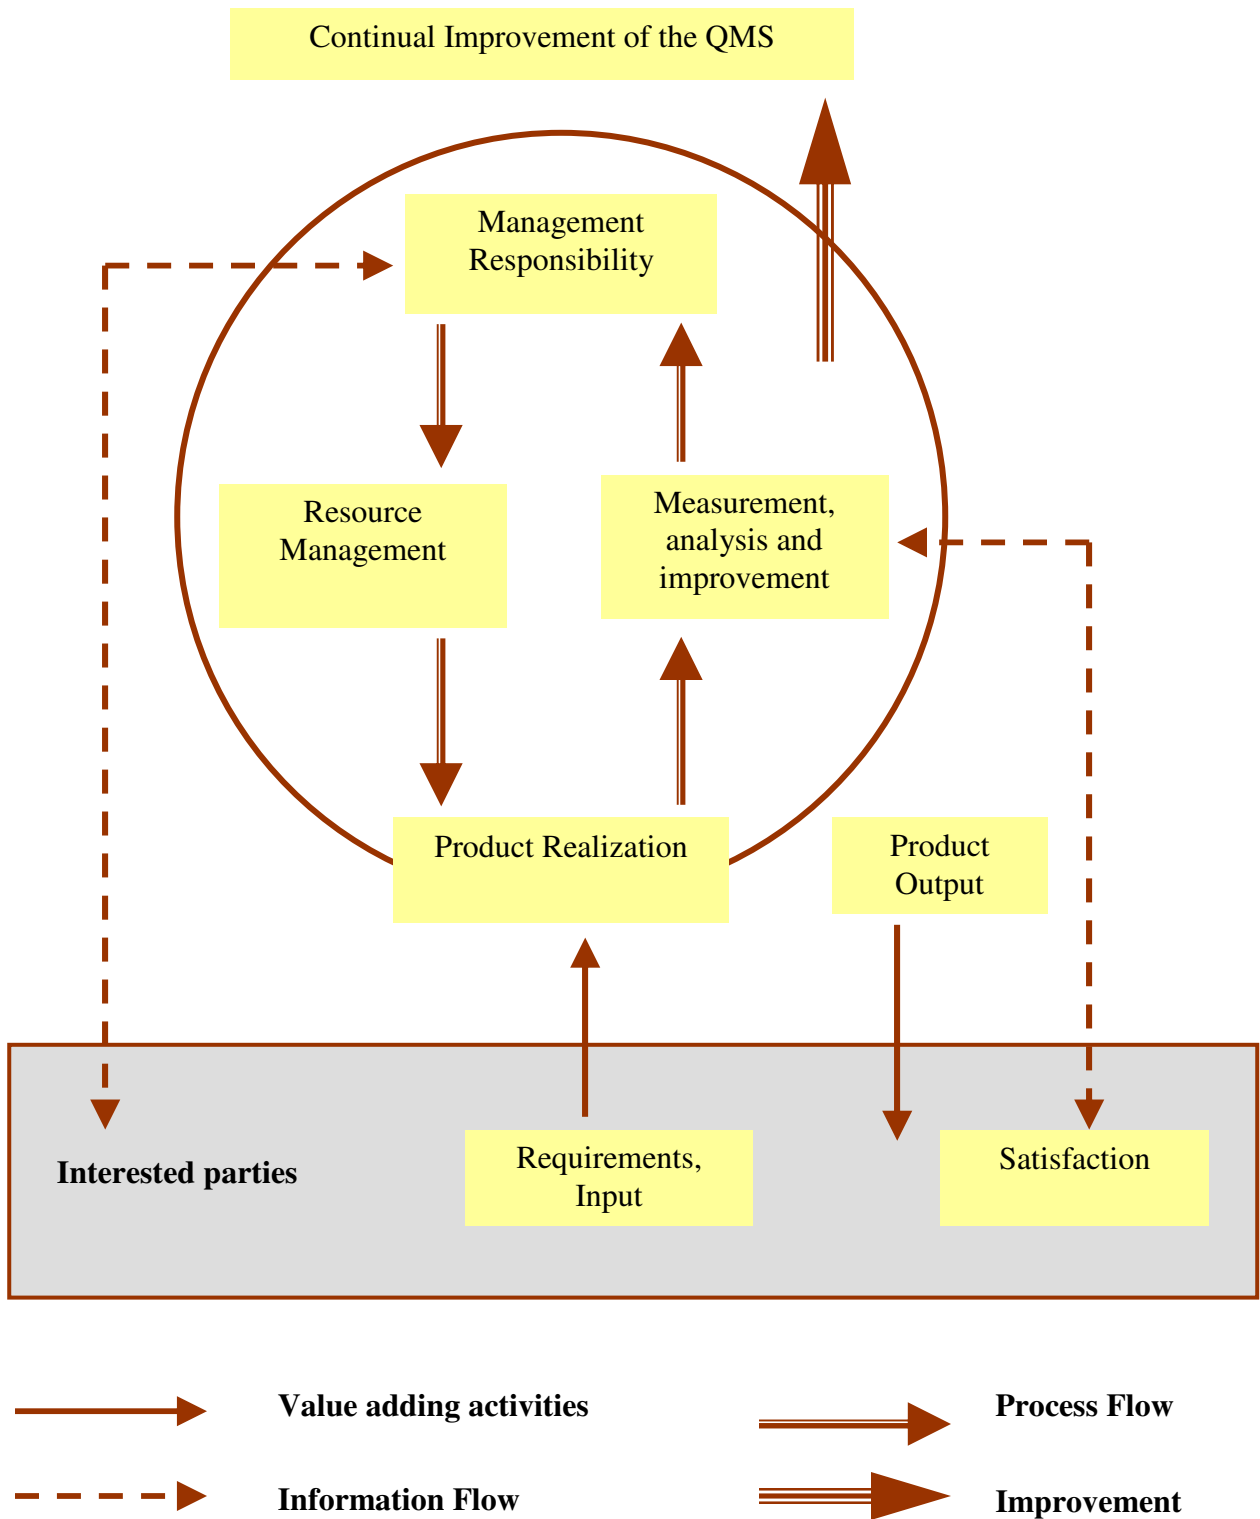 Continual Improvement of the QMS
Management
Responsibility
Resource
Management
Measurement,
analysis and
improvement
Product Realization
Product
Output
Interested parties
Requirements,
Input
Satisfaction
Value adding activities
Process Flow
Information Flow
Improvement